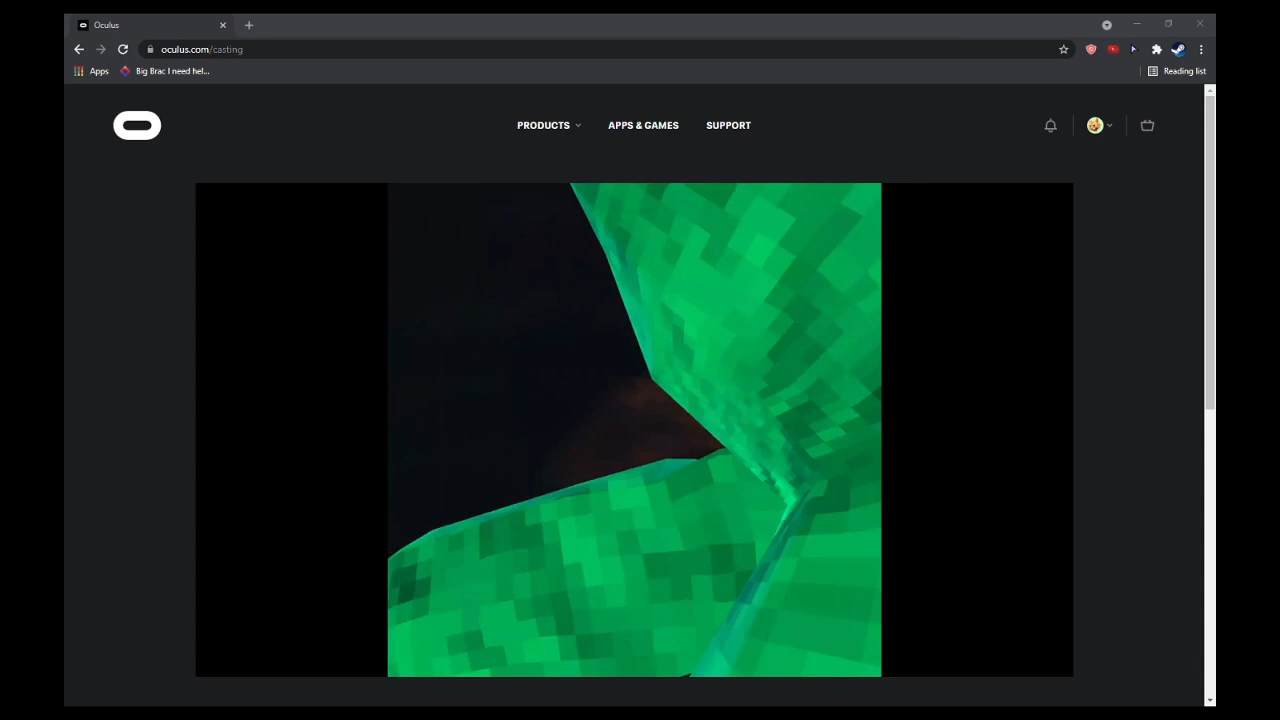 Oculus
oculus.com/casting
Apps Big Brac I need hel... Reading list
PRODUCTS APPS & GAMES SUPPORT